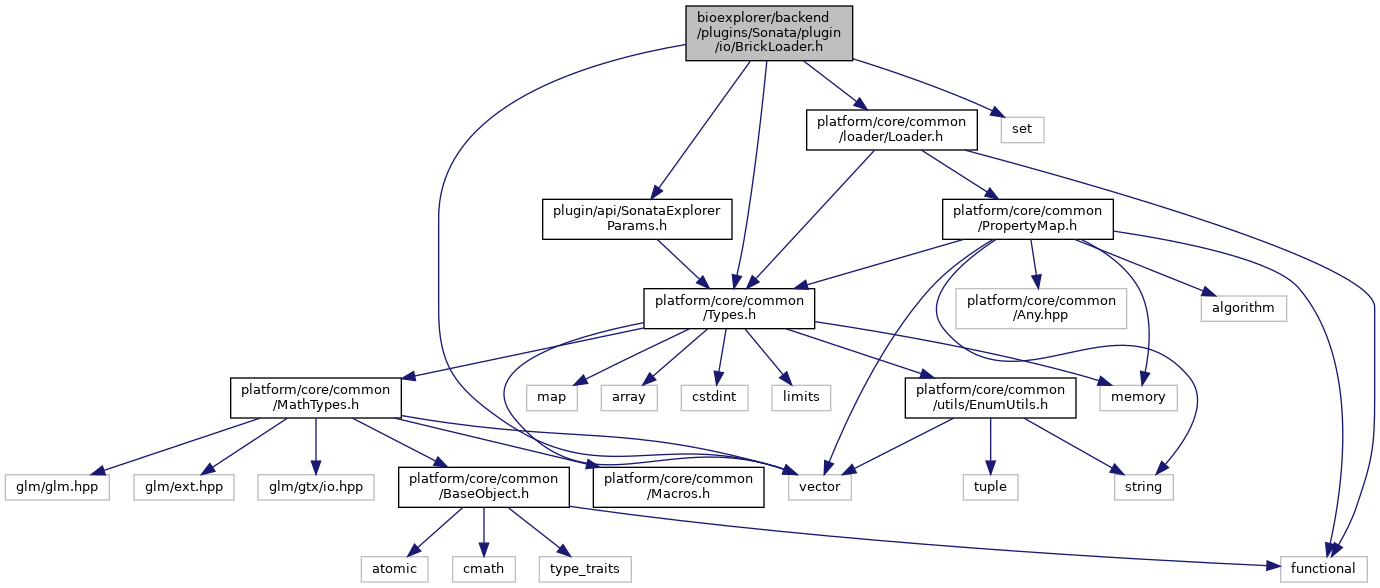 bioexplorer/backend
/plugins/Sonata/plugin
/io/BrickLoader.h
platform/core/common
/loader/Loader.h
set
plugin/api/SonataExplorer
Params.h
platform/core/common
/PropertyMap.h
platform/core/common
/Types.h
platform/core/common
/Any.hpp
algorithm
platform/core/common
/MathTypes.h
map
array
cstdint
limits
platform/core/common
/utils/EnumUtils.h
memory
glm/glm.hpp
glm/ext.hpp
glm/gtx/io.hpp
platform/core/common
/BaseObject.h
platform/core/common
/Macros.h
vector
tuple
string
atomic
cmath
type_traits
functional